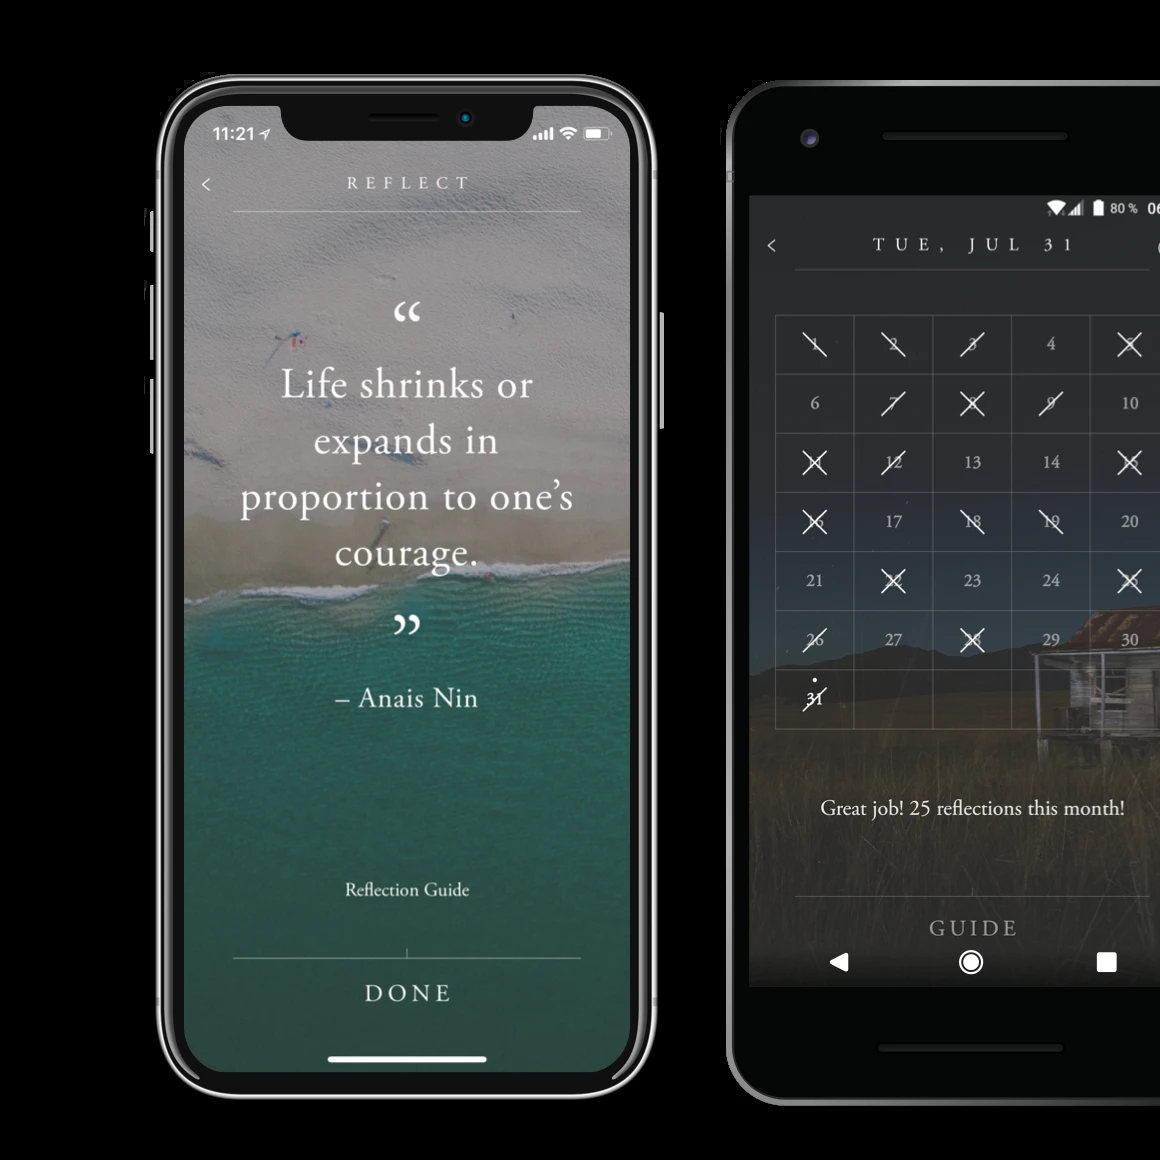 11:21
REFLECT
“
Life shrinks or
expands in
proportion to one’s
courage.
”
– Anais Nin
Reflection Guide
DONE
80 %
TUE, JUL 31
1 2 3 4 5
6 7 8 9 10
11 12 13 14 15
16 17 18 19 20
21 22 23 24 25
26 27 28 29 30
31
Great job! 25 reflections this month!
GUIDE